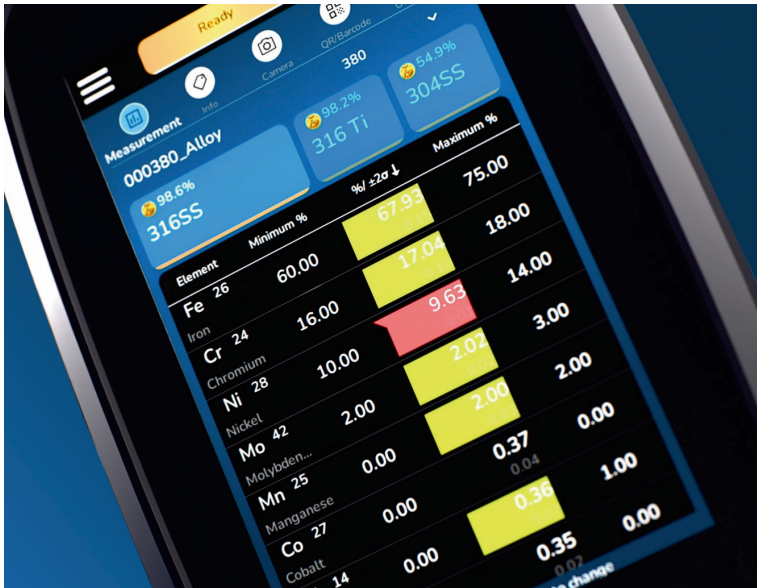 Ready
Info
Camera
QR/Barcode
Measurement
380
000380_Alloy
98.6%
316SS
98.2%
316 Ti
54.9%
304SS
Element Minimum % %/ ±2σ ↓ Maximum %
Fe 26 60.00 67.93 75.00
Iron
Cr 24 16.00 17.04 18.00
Chromium
Ni 28 10.00 9.63 14.00
Nickel
Mo 42 2.00 2.02 3.00
Molybden...
Mn 25 0.00 2.00 2.00
Manganese
Co 27 0.00 0.37 0.00
Cobalt 0.04
14 0.00 0.36 1.00
0.35 0.00
0.02
change